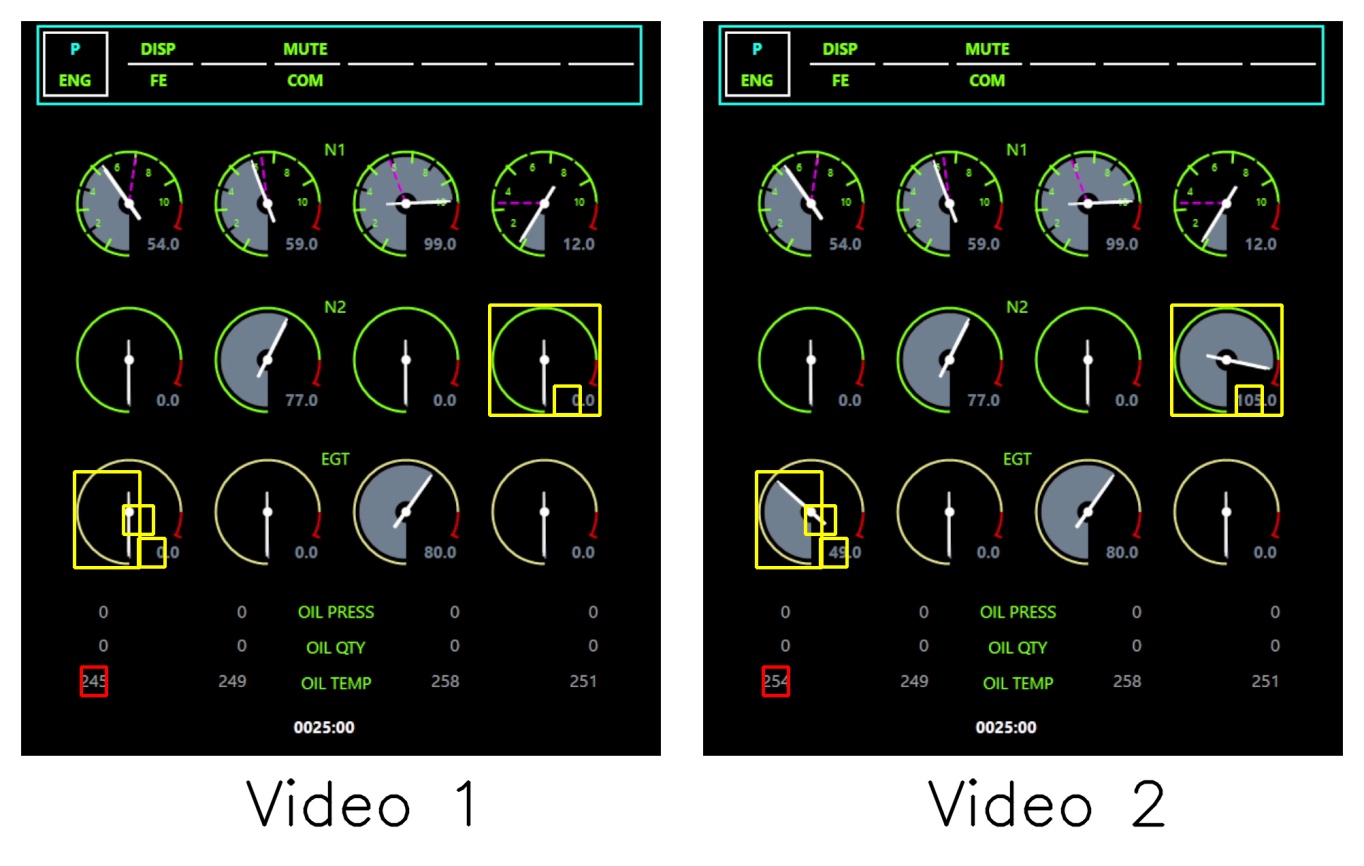 P DISP MUTE
ENG FE COM
P DISP MUTE
ENG FE COM
N1
N1
2 4 6 8 10
2 4 6 8 10
2 4 6 8 10
2 4 6 8 10
2 4 6 8 10
2 4 6 8 10
2 4 6 8 10
2 4 6 8 10
54.0 59.0 99.0 12.0
54.0 59.0 99.0 12.0
N2
N2
0.0 77.0 0.0 0.0
0.0 77.0 0.0 105.0
EGT
EGT
0.0 0.0 80.0 0.0
49.0 0.0 80.0 0.0
0 0 OIL PRESS 0 0
0 0 OIL PRESS 0 0
0 0 OIL QTY 0 0
0 0 OIL QTY 0 0
245 249 OIL TEMP 258 251
254 249 OIL TEMP 258 251
0025:00
0025:00
Video 1
Video 2